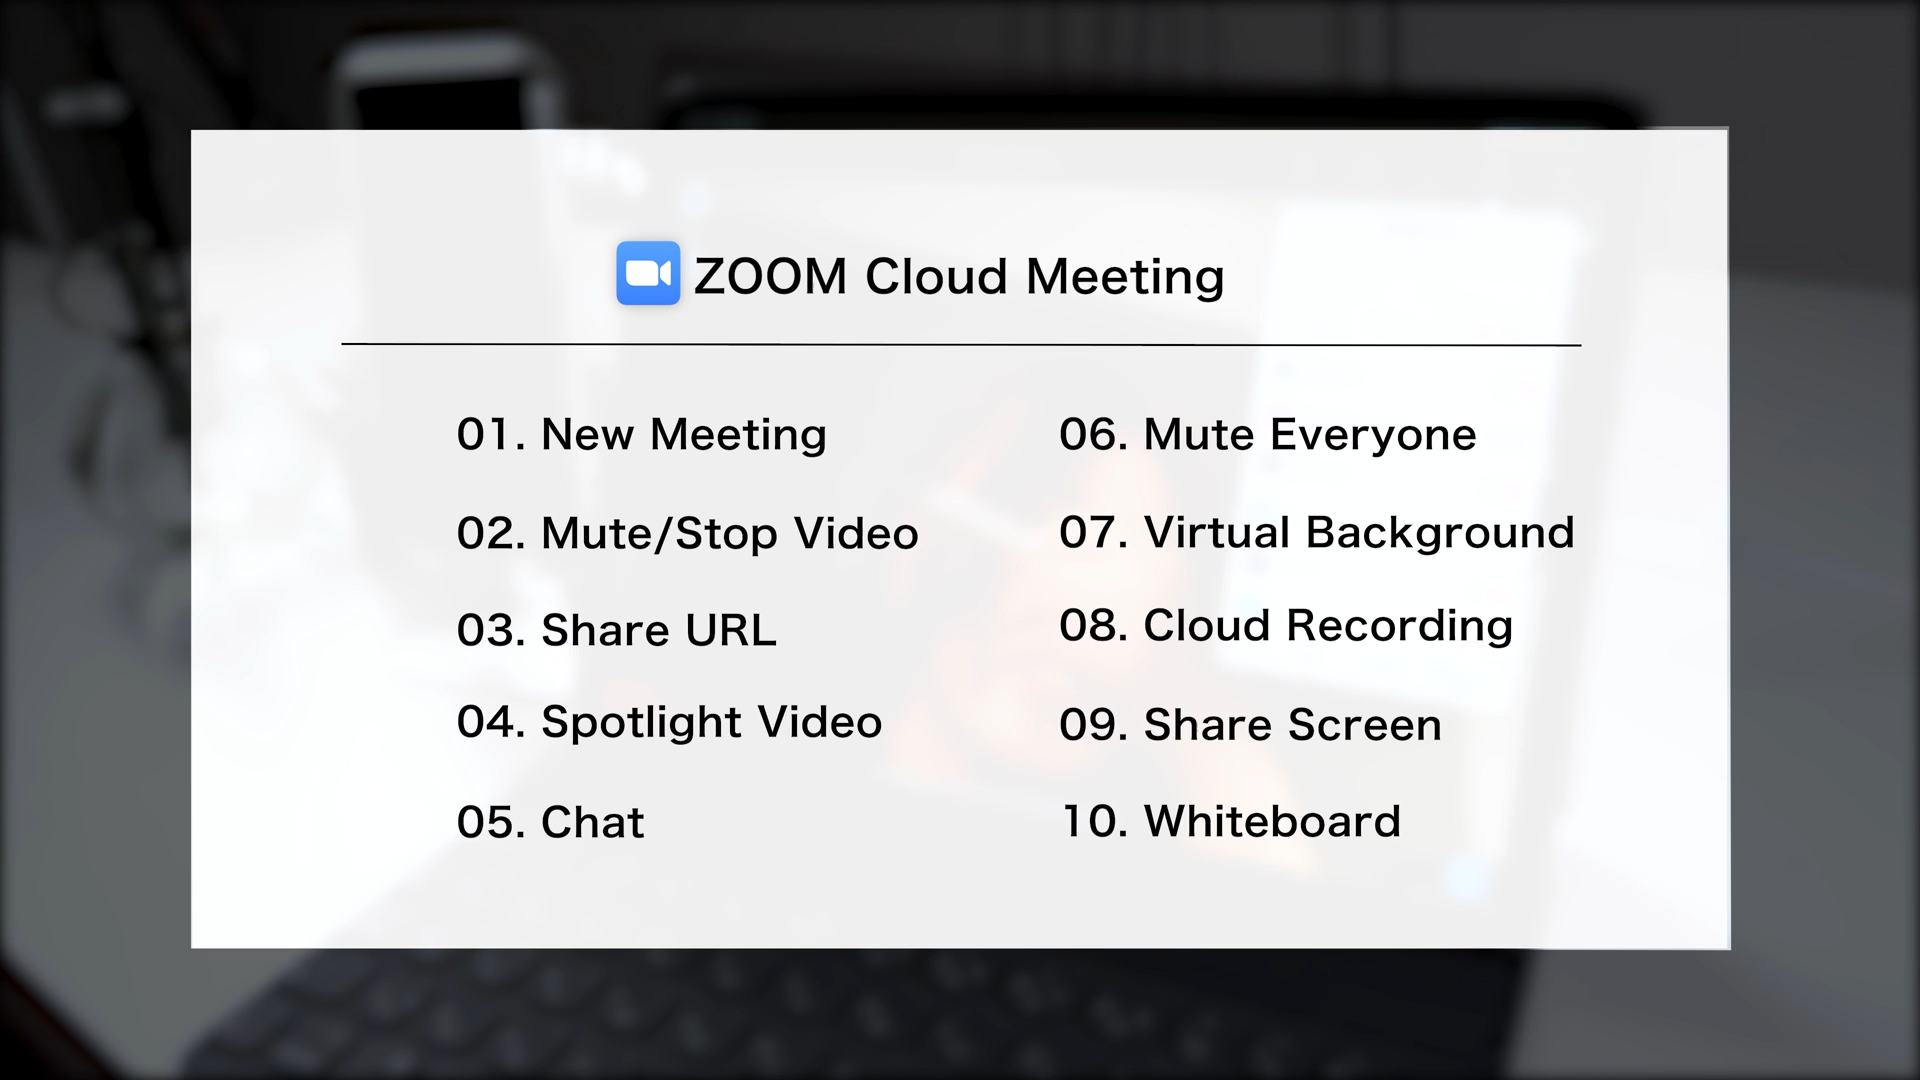 ZOOM Cloud Meeting
01. New Meeting
02. Mute/Stop Video
03. Share URL
04. Spotlight Video
05. Chat
06. Mute Everyone
07. Virtual Background
08. Cloud Recording
09. Share Screen
10. Whiteboard